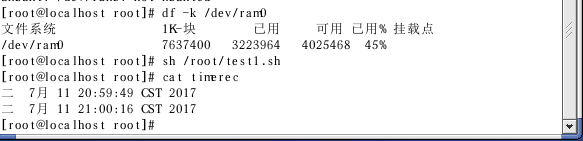 [root@localhost root]# df -k /dev/ram0
文件系统 1K-块 已用 可用 已用% 挂载点
/dev/ram0 7637400 3223964 4025468 45%
[root@localhost root]# sh /root/test1.sh
[root@localhost root]# cat timerec
二 7月 11 20:59:49 CST 2017
二 7月 11 21:00:16 CST 2017
[root@localhost root]#